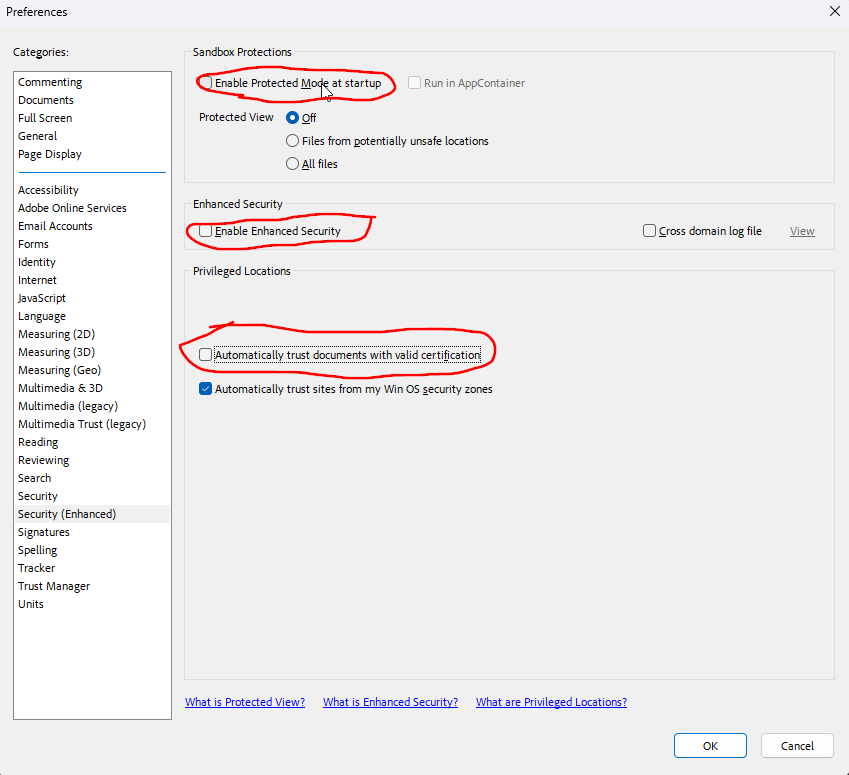 Preferences
Categories:
Commenting
Documents
Full Screen
General
Page Display
Accessibility
Adobe Online Services
Email Accounts
Forms
Identity
Internet
JavaScript
Language
Measuring (2D)
Measuring (3D)
Measuring (Geo)
Multimedia & 3D
Multimedia (legacy)
Multimedia Trust (legacy)
Reading
Reviewing
Search
Security
Security (Enhanced)
Signatures
Spelling
Tracker
Trust Manager
Units
Sandbox Protections
Enable Protected Mode at startup Run in AppContainer
Protected View Off
Files from potentially unsafe locations
All files
Enhanced Security
Enable Enhanced Security Cross domain log file View
Privileged Locations
Automatically trust documents with valid certification
Automatically trust sites from my Win OS security zones
What is Protected View? What is Enhanced Security? What are Privileged Locations?
OK Cancel